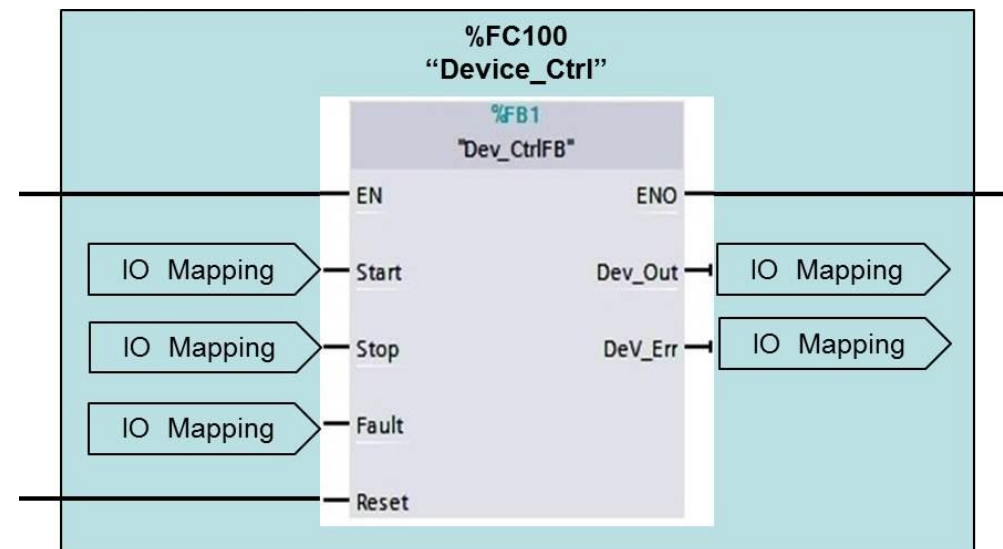 %FC100
“Device_Ctrl”
%FB1
"Dev_CtrlFB"
EN ENO
IO Mapping Start Dev_Out IO Mapping
IO Mapping Stop DeV_Err IO Mapping
IO Mapping Fault
Reset